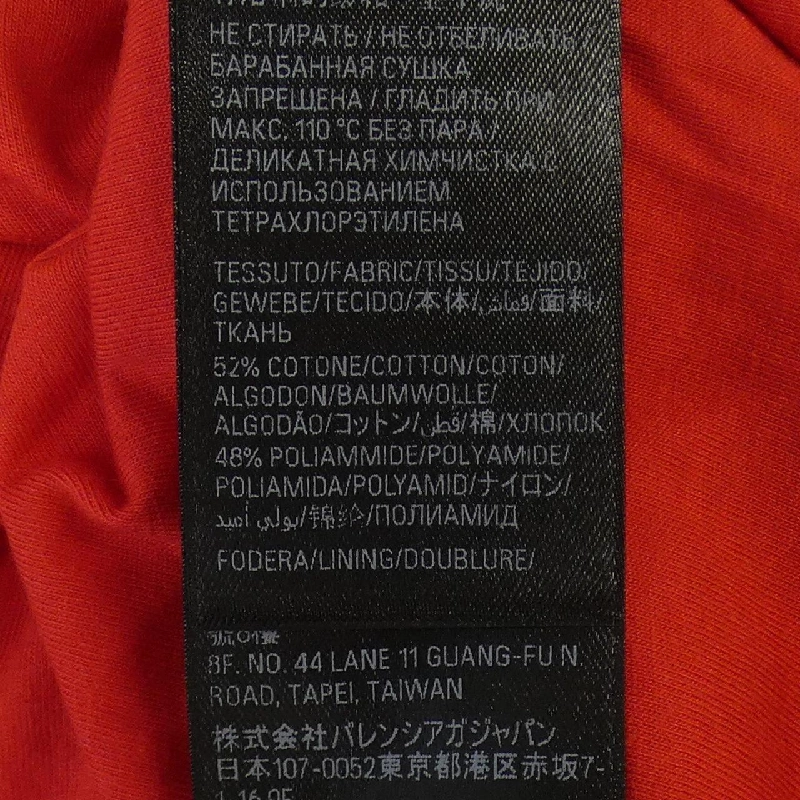 НЕ СТИРАТЬ / НЕ ОТБЕЛИВАТЬ /
БАРАБАННАЯ СУШКА
ЗАПРЕЩЕНА / ГЛАДИТЬ ПРИ
МАКС. 110 °C БЕЗ ПАРА /
ДЕЛИКАТНАЯ ХИМЧИСТКА С
ИСПОЛЬЗОВАНИЕМ
ТЕТРАХЛОРЭТИЛЕНА
TESSUTO/FABRIC/TISSU/TEJIDO/
GEWEBE/TECIDO/本体/قماش/面料/
ТКАНЬ
52% COTONE/COTTON/COTON/
ALGODON/BAUMWOLLE/
ALGODÃO/コットン/قطن/棉/ХЛОПОК
48% POLIAMMIDE/POLYAMIDE/
POLIAMIDA/POLYAMID/ナイロン/
بولي أميد/锦纶/ПОЛИАМИД
FODERA/LINING/DOUBLURE/
8F. NO. 44 LANE 11 GUANG-FU N.
ROAD, TAPEI, TAIWAN
株式会社バレンシアガジャパン
日本107-0052東京都港区赤坂7-